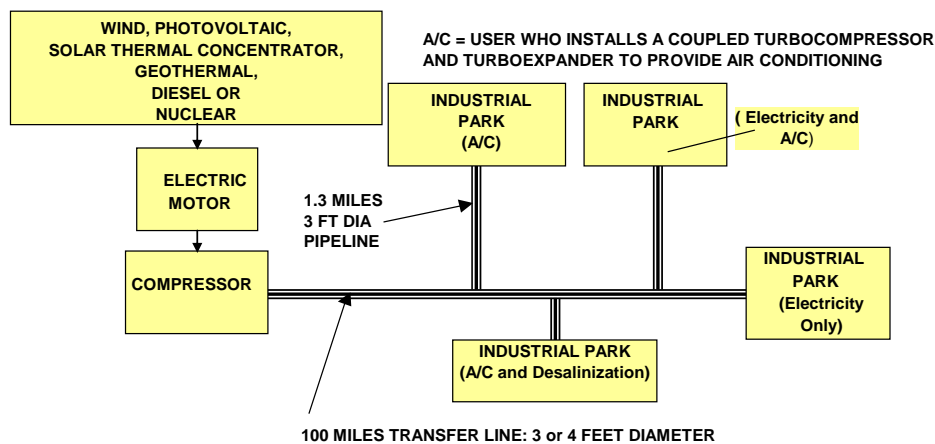 WIND, PHOTOVOLTAIC,
SOLAR THERMAL CONCENTRATOR,
GEOTHERMAL,
DIESEL OR
NUCLEAR
A/C = USER WHO INSTALLS A COUPLED TURBOCOMPRESSOR
AND TURBOEXPANDER TO PROVIDE AIR CONDITIONING
INDUSTRIAL
PARK
(A/C)
INDUSTRIAL
PARK
( Electricity and
A/C)
ELECTRIC
MOTOR
1.3 MILES
3 FT DIA
PIPELINE
COMPRESSOR
INDUSTRIAL
PARK
(Electricity
Only)
INDUSTRIAL PARK
(A/C and Desalinization)
100 MILES TRANSFER LINE: 3 or 4 FEET DIAMETER